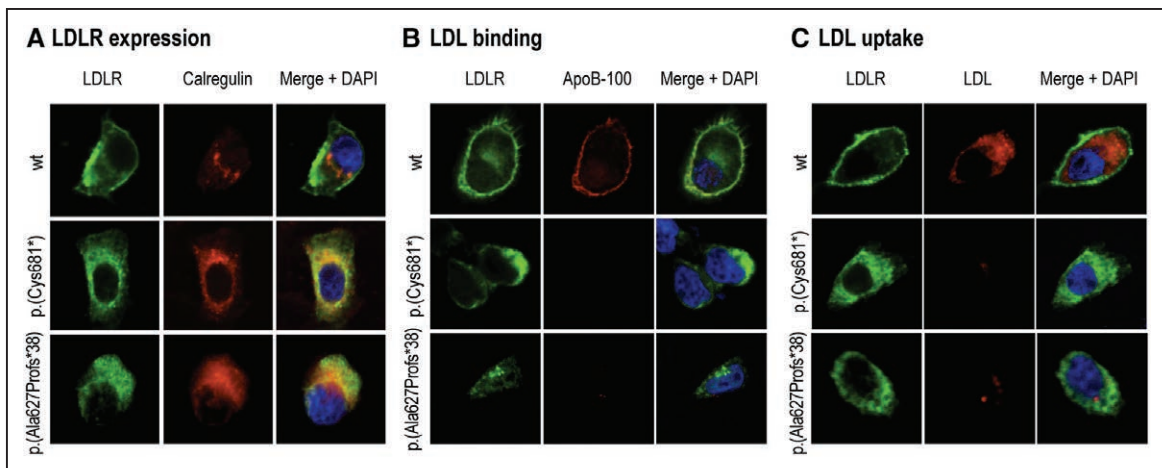 A LDLR expression
LDLR Calregulin Merge + DAPI
wt
p.(Cys681*)
p.(Ala627Profs*38)
B LDL binding
LDLR ApoB-100 Merge + DAPI
wt
p.(Cys681*)
p.(Ala627Profs*38)
C LDL uptake
LDLR LDL Merge + DAPI
wt
p.(Cys681*)
p.(Ala627Profs*38)